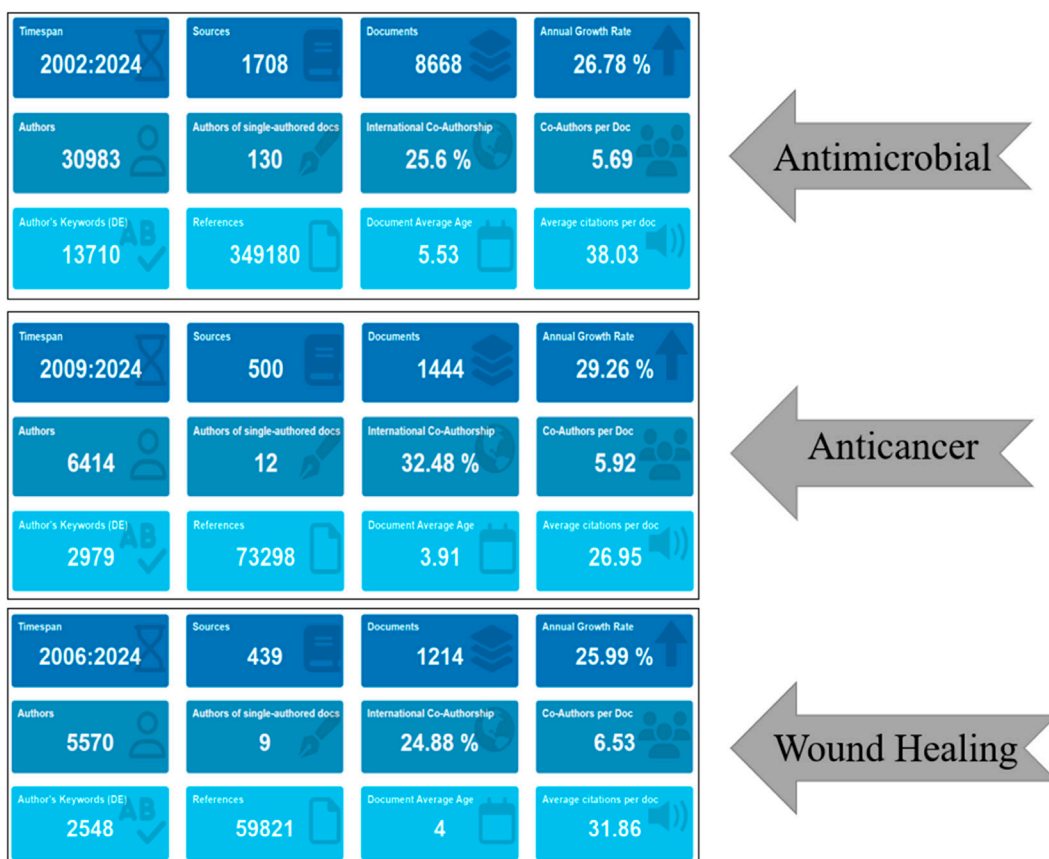 Timespan
2002:2024
Sources
1708
Documents
8668
Annual Growth Rate
26.78 %
Authors
30983
Authors of single-authored docs
130
International Co-Authorship
25.6 %
Co-Authors per Doc
5.69
Author's Keywords (DE)
AB
13710
References
349180
Document Average Age
5.53
Average citations per doc
38.03
Antimicrobial
Timespan
2009:2024
Sources
500
Documents
1444
Annual Growth Rate
29.26 %
Authors
6414
Authors of single-authored docs
12
International Co-Authorship
32.48 %
Co-Authors per Doc
5.92
Author's Keywords (DE)
AB
2979
References
73298
Document Average Age
3.91
Average citations per doc
26.95
Anticancer
Timespan
2006:2024
Sources
439
Documents
1214
Annual Growth Rate
25.99 %
Authors
5570
Authors of single-authored docs
9
International Co-Authorship
24.88 %
Co-Authors per Doc
6.53
Author's Keywords (DE)
AB
2548
References
59821
Document Average Age
4
Average citations per doc
31.86
Wound Healing